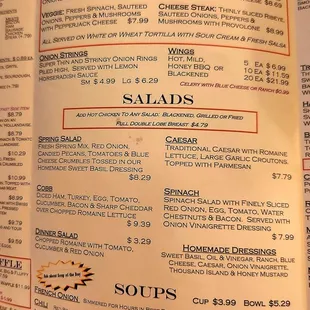 Veggie: Fresh Spinach, Sauteed
Onions, Peppers & Mushrooms
with Pepperjack Cheese $7.99
Cheese Steak: Thinly Sliced Ribeye,
Sauteed Onions, Peppers &
Mushrooms with Provolone $8.99
All Served on White or Wheat Tortilla with Sour Cream & Fresh Salsa
Onion Strings
Super Thin and Stringy Onion Rings
Piled High. Served with Lemon
Horseradish Sauce
SM $ 4.99 LG $ 6.29
Wings
Hot, Mild,
Honey BBQ or
Blackened
5 EA $6.99
10 EA $11.99
20 EA $21.99
Celery with Blue Cheese or Ranch $0.99
SALADS
Add Hot Chicken To Any Salad. Blackened, Grilled or Fried
Full Double Lobe Breast $4.79
Spring Salad
Fresh Spring Mix, Red Onion,
Candied Pecans, Tomatoes & Blue
Cheese Crumbles Tossed in our
Homemade Sweet Basil Dressing
$8.29
Cobb
Diced Ham, Turkey, Egg, Tomato,
Cucumber, Bacon & Sharp Cheddar
over Chopped Romaine Lettuce
$ 9.39
Dinner Salad $ 3.29
Chopped Romaine with Tomato,
Cucumber & Red Onion
Caesar
Traditional Caesar with Romaine
Lettuce, Large Garlic Croutons.
Topped with Parmesan
$7.79
Spinach
Spinach Salad with Finely Sliced
Red Onion, Egg, Tomato, Water
Chestnuts & Bacon. Served with
Onion Vinaigrette Dressing
$ 7.99
Homemade Dressings
Sweet Basil, Oil & Vinegar, Ranch, Blue
Cheese, Caesar, Onion Vinaigrette,
Thousand Island & Honey Mustard
Ask about Soup of the Day
SOUPS
French Onion
Simmered for Hours in
Cup $3.99 Bowl $5.29
Chili